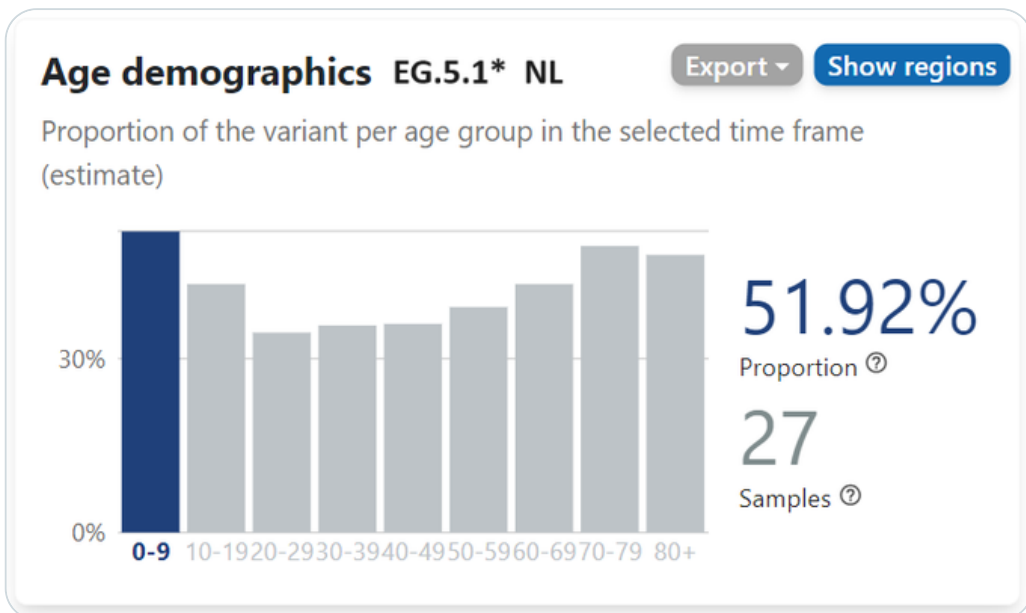 Age demographics EG.5.1* NL
Export
Show regions
Proportion of the variant per age group in the selected time frame
(estimate)
30%
0%
0-9 10-19 20-29 30-39 40-49 50-59 60-69 70-79 80+
51.92%
Proportion ?
27
Samples ?